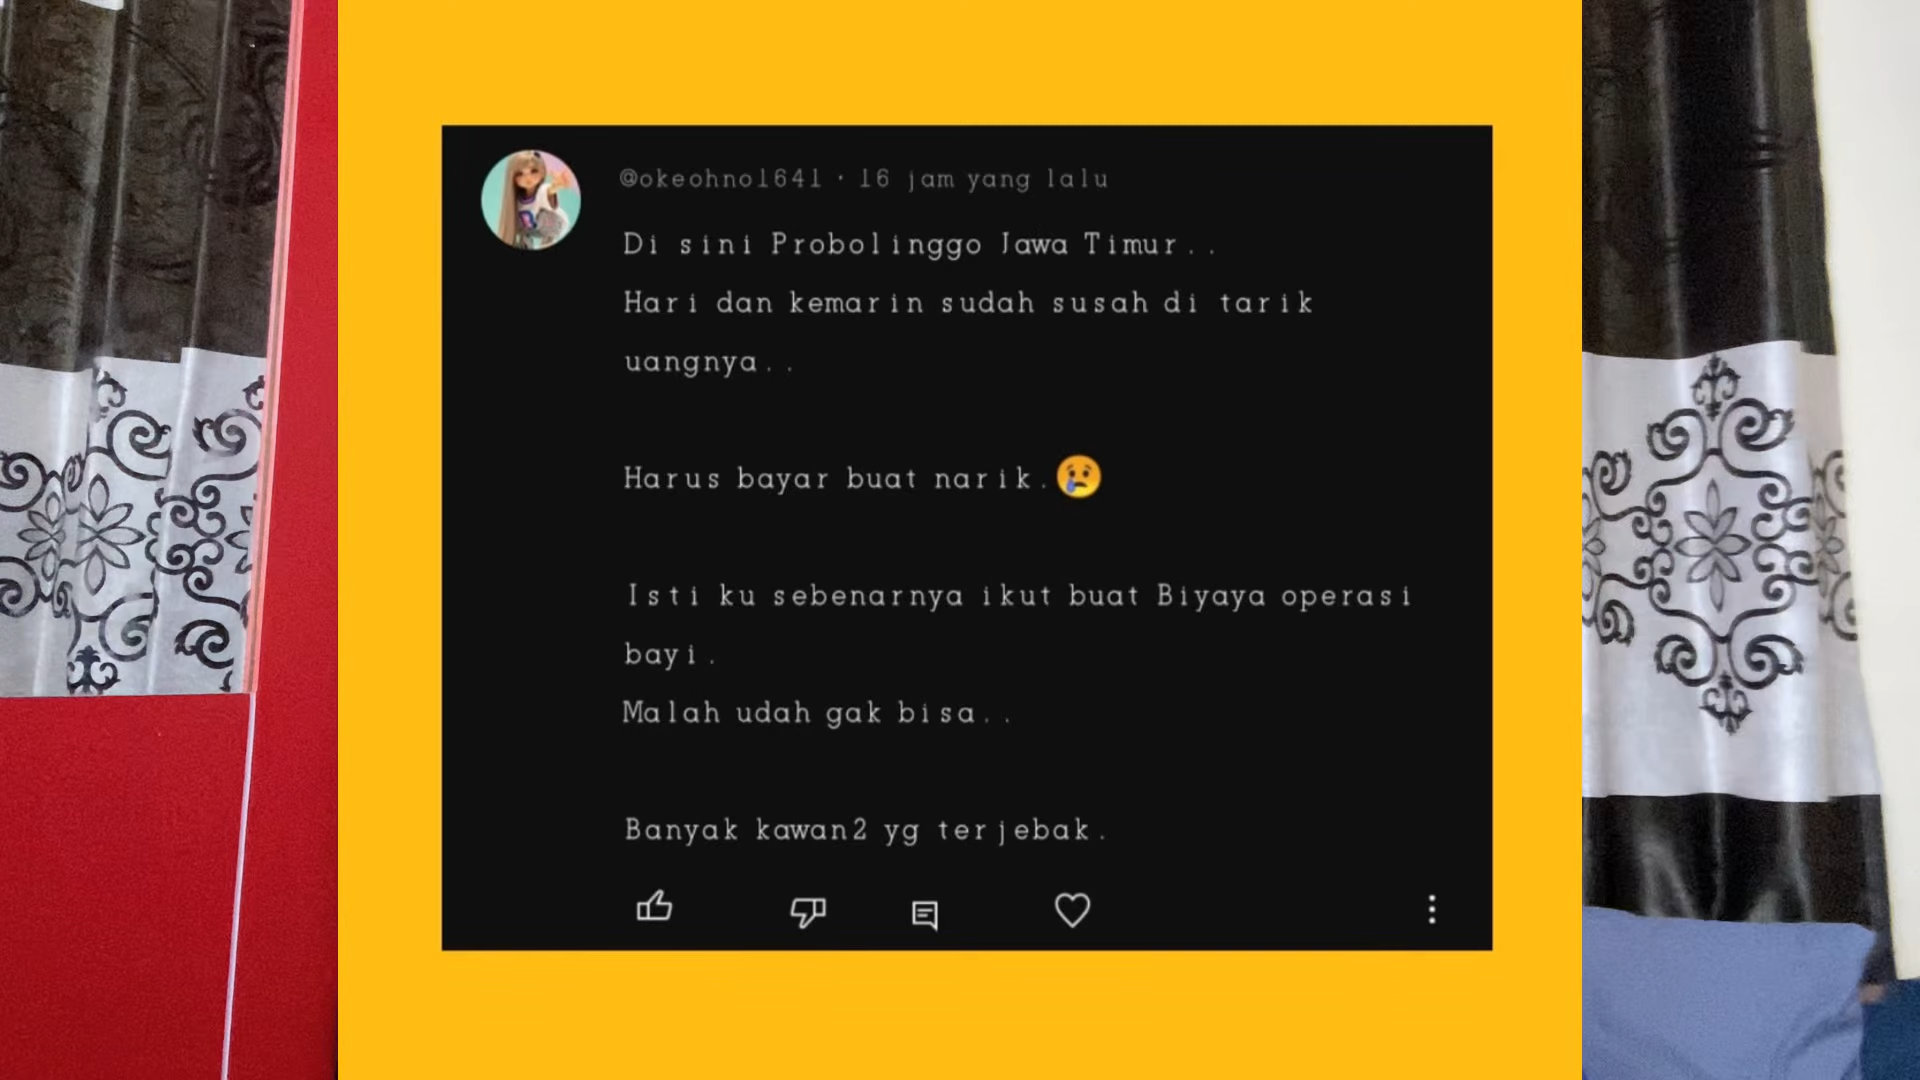 @okeohno1641 · 16 jam yang lalu
Di sini Probolinggo Jawa Timur..
Hari dan kemarin sudah susah di tarik
uangnya..
Harus bayar buat narik.😢
Isti ku sebenarnya ikut buat Biyaya operasi
bayi.
Malah udah gak bisa..
Banyak kawan2 yg terjebak.